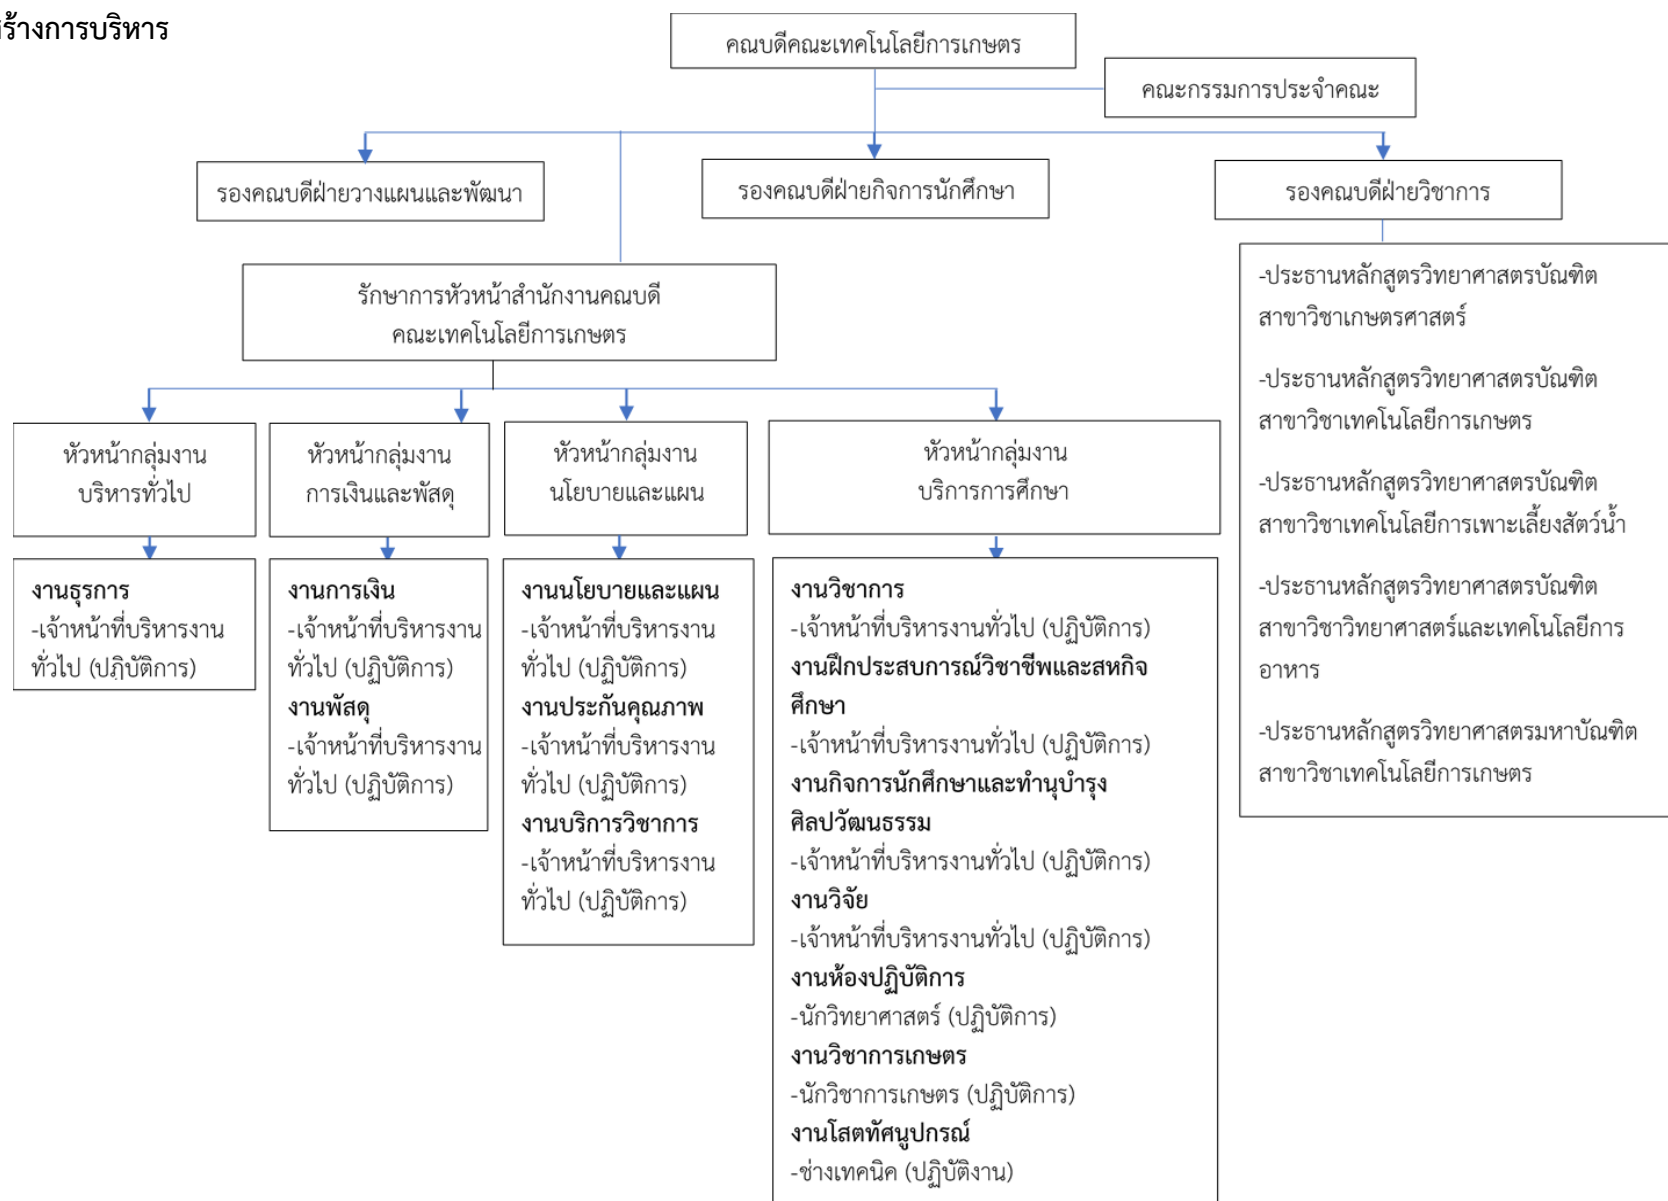 สร้างการบริหาร
คณบดีคณะเทคโนโลยีการเกษตร
คณะกรรมการประจำคณะ
รองคณบดีฝ่ายวางแผนและพัฒนา
รองคณบดีฝ่ายกิจการนักศึกษา
รองคณบดีฝ่ายวิชาการ
รักษาการหัวหน้าสำนักงานคณบดี
คณะเทคโนโลยีการเกษตร
-ประธานหลักสูตรวิทยาศาสตรบัณฑิต
สาขาวิชาเกษตรศาสตร์
-ประธานหลักสูตรวิทยาศาสตรบัณฑิต
สาขาวิชาเทคโนโลยีการเกษตร
-ประธานหลักสูตรวิทยาศาสตรบัณฑิต
สาขาวิชาเทคโนโลยีการเพาะเลี้ยงสัตว์น้ำ
-ประธานหลักสูตรวิทยาศาสตรบัณฑิต
สาขาวิชาวิทยาศาสตร์และเทคโนโลยีการ
อาหาร
-ประธานหลักสูตรวิทยาศาสตรมหาบัณฑิต
สาขาวิชาเทคโนโลยีการเกษตร
หัวหน้ากลุ่มงาน
บริหารทั่วไป
หัวหน้ากลุ่มงาน
การเงินและพัสดุ
หัวหน้ากลุ่มงาน
นโยบายและแผน
หัวหน้ากลุ่มงาน
บริการการศึกษา
งานธุรการ
-เจ้าหน้าที่บริหารงาน
ทั่วไป (ปฏิบัติการ)
งานการเงิน
-เจ้าหน้าที่บริหารงาน
ทั่วไป (ปฏิบัติการ)
งานพัสดุ
-เจ้าหน้าที่บริหารงาน
ทั่วไป (ปฏิบัติการ)
งานนโยบายและแผน
-เจ้าหน้าที่บริหารงาน
ทั่วไป (ปฏิบัติการ)
งานประกันคุณภาพ
-เจ้าหน้าที่บริหารงาน
ทั่วไป (ปฏิบัติการ)
งานบริการวิชาการ
-เจ้าหน้าที่บริหารงาน
ทั่วไป (ปฏิบัติการ)
งานวิชาการ
-เจ้าหน้าที่บริหารงานทั่วไป (ปฏิบัติการ)
งานฝึกประสบการณ์วิชาชีพและสหกิจ
ศึกษา
-เจ้าหน้าที่บริหารงานทั่วไป (ปฏิบัติการ)
งานกิจการนักศึกษาและทำนุบำรุง
ศิลปวัฒนธรรม
-เจ้าหน้าที่บริหารงานทั่วไป (ปฏิบัติการ)
งานวิจัย
-เจ้าหน้าที่บริหารงานทั่วไป (ปฏิบัติการ)
งานห้องปฏิบัติการ
-นักวิทยาศาสตร์ (ปฏิบัติการ)
งานวิชาการเกษตร
-นักวิชาการเกษตร (ปฏิบัติการ)
งานโสตทัศนูปกรณ์
-ช่างเทคนิค (ปฏิบัติงาน)